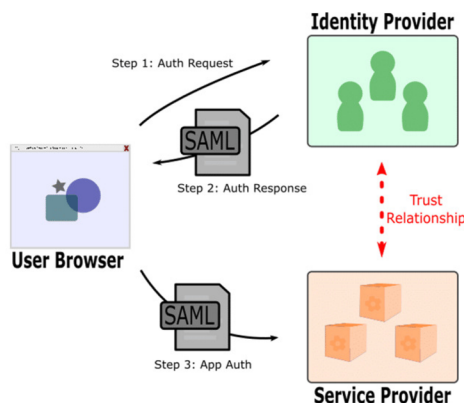 Identity Provider
Step 1: Auth Request
SAML
Step 2: Auth Response
Trust
Relationship
User Browser
SAML
Step 3: App Auth
Service Provider